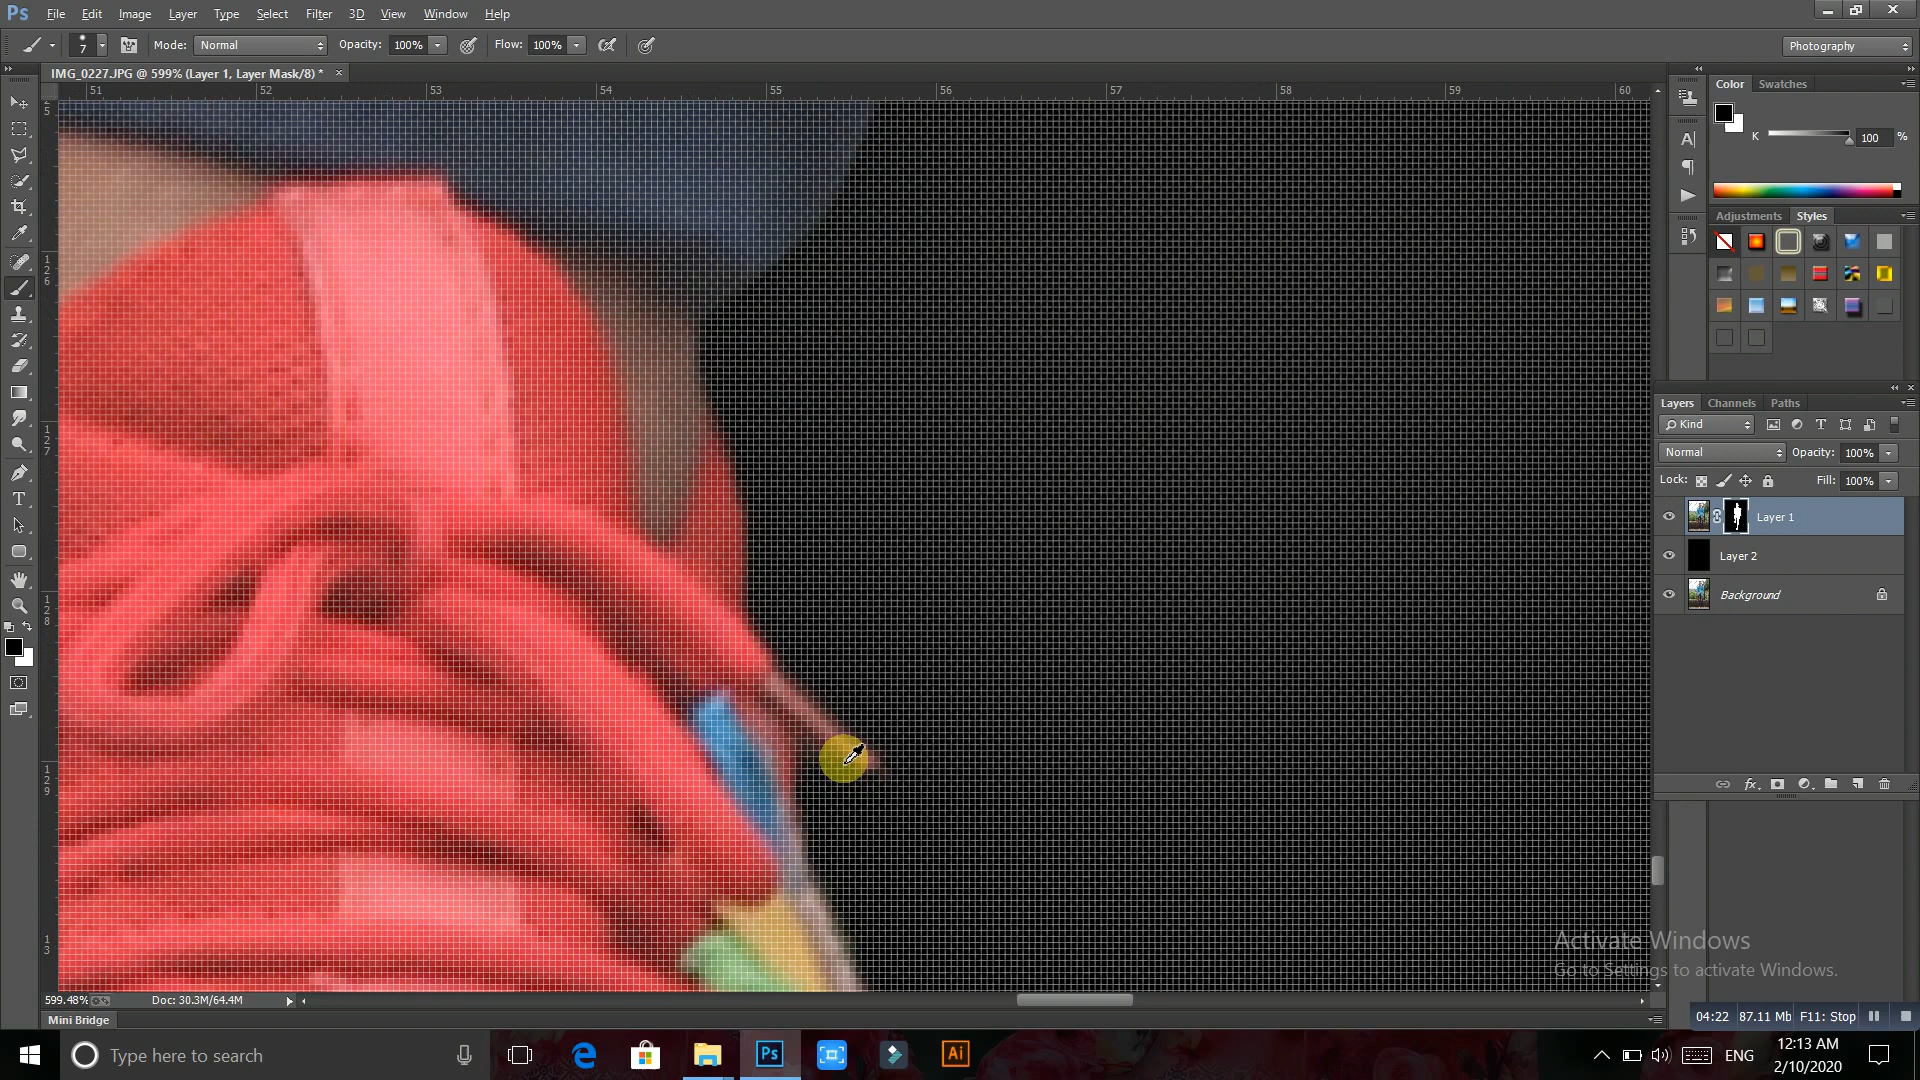 Ps File Edit Image Layer Type Select Filter 3D View Window Help
7 Mode: Normal Opacity: 100% Flow: 100% Photography
IMG_0227.JPG @ 599% (Layer 1, Layer Mask/8) * ×
51 52 53 54 55 56 57 58 59 60
Color Swatches
K 100 %
Adjustments Styles
Layers Channels Paths
Kind
Normal Opacity: 100%
Lock: Fill: 100%
Layer 1
Layer 2
Background
Activate Windows
Go to Settings to activate Windows.
599.48% Doc: 30.3M/64.4M
04:22 87.11 Mb F11: Stop
Mini Bridge
Type here to search
Ps
Ai
ENG
12:13 AM
2/10/2020